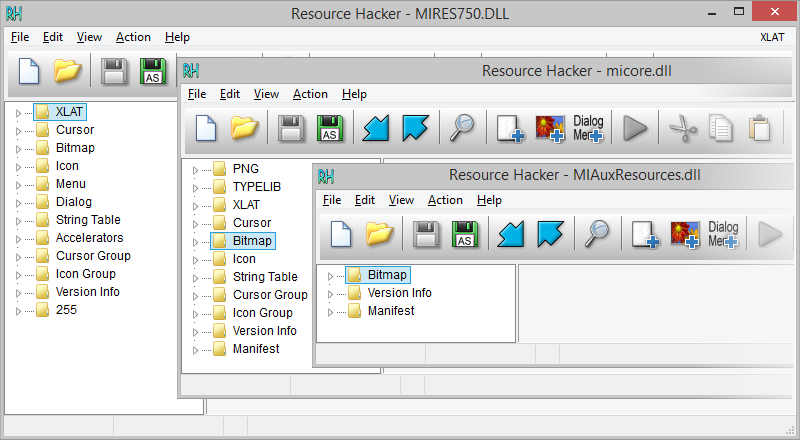 RH Resource Hacker - MIRES750.DLL
File Edit View Action Help XLAT
AS
XLAT
Cursor
Bitmap
Icon
Menu
Dialog
String Table
Accelerators
Cursor Group
Icon Group
Version Info
255
RH Resource Hacker - micore.dll
File Edit View Action Help
AS Dialog
Men
PNG
TYPELIB
XLAT
Cursor
Bitmap
Icon
String Table
Cursor Group
Icon Group
Version Info
Manifest
RH Resource Hacker - MIAuxResources.dll
File Edit View Action Help
AS Dialog
Men
Bitmap
Version Info
Manifest